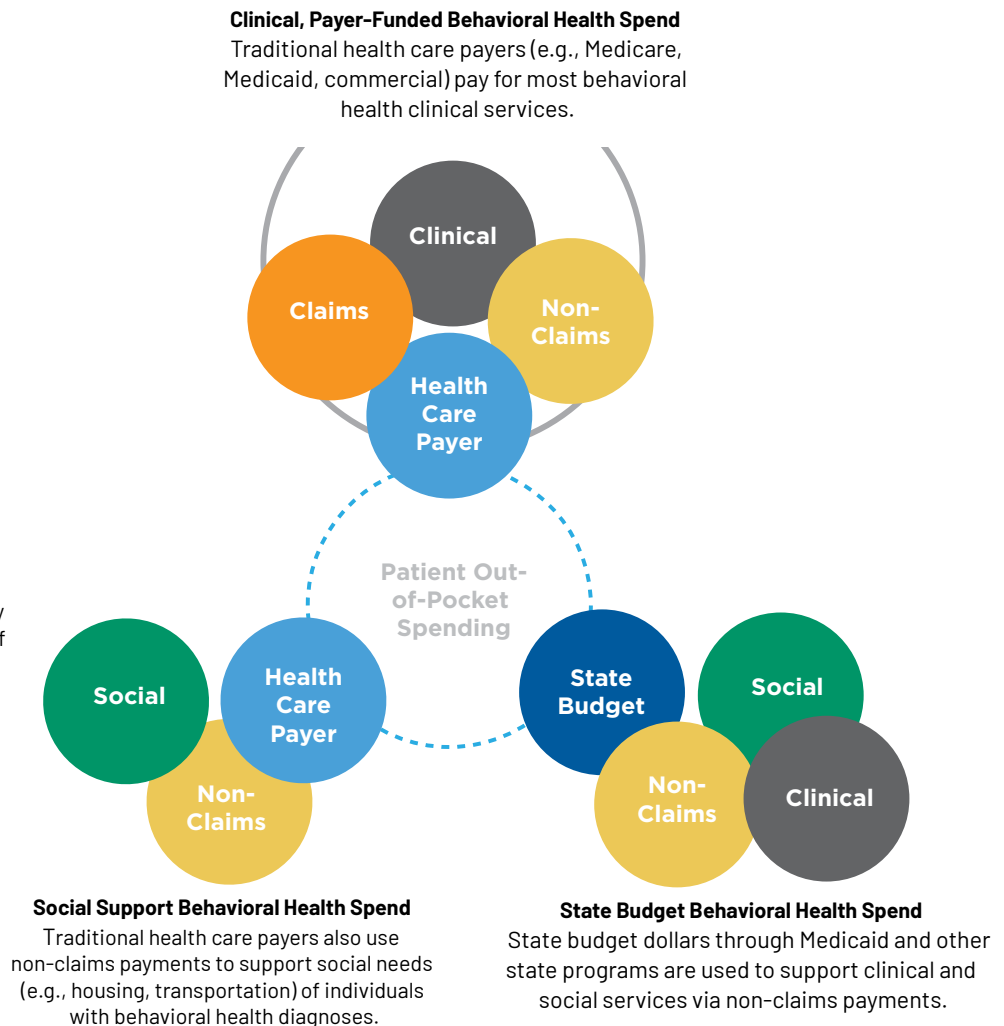 Clinical, Payer-Funded Behavioral Health Spend
Traditional health care payers (e.g., Medicare,
Medicaid, commercial) pay for most behavioral
health clinical services.
Clinical
Claims
Non-
Claims
Health
Care
Payer
Patient Out-
of-Pocket
Spending
Social
Health
Care
Payer
Non-
Claims
State
Budget
Social
Non-
Claims
Clinical
Social Support Behavioral Health Spend
Traditional health care payers also use
non-claims payments to support social needs
(e.g., housing, transportation) of individuals
with behavioral health diagnoses.
State Budget Behavioral Health Spend
State budget dollars through Medicaid and other
state programs are used to support clinical and
social services via non-claims payments.